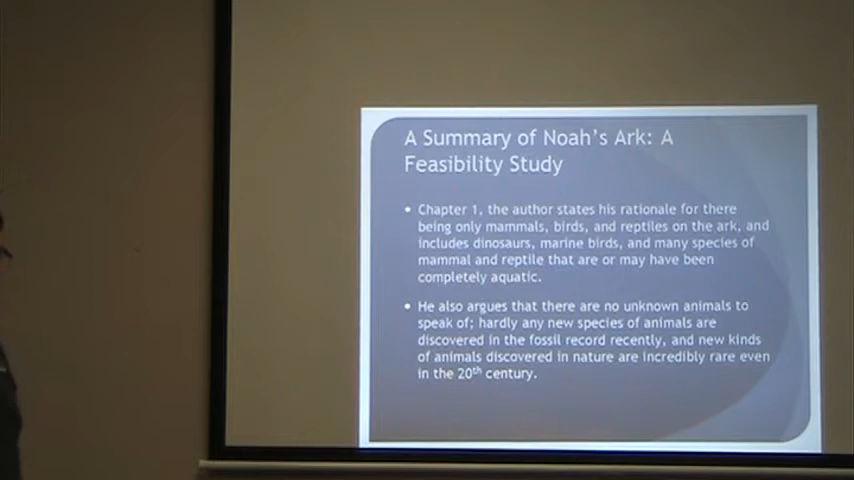 A Summary of Noah's Ark: A
Feasibility Study
• Chapter 1, the author states his rationale for there
being only mammals, birds, and reptiles on the ark, and
includes dinosaurs, marine birds, and many species of
mammal and reptile that are or may have been
completely aquatic.
• He also argues that there are no unknown animals to
speak of; hardly any new species of animals are
discovered in the fossil record recently, and new kinds
of animals discovered in nature are incredibly rare even
in the 20th century.